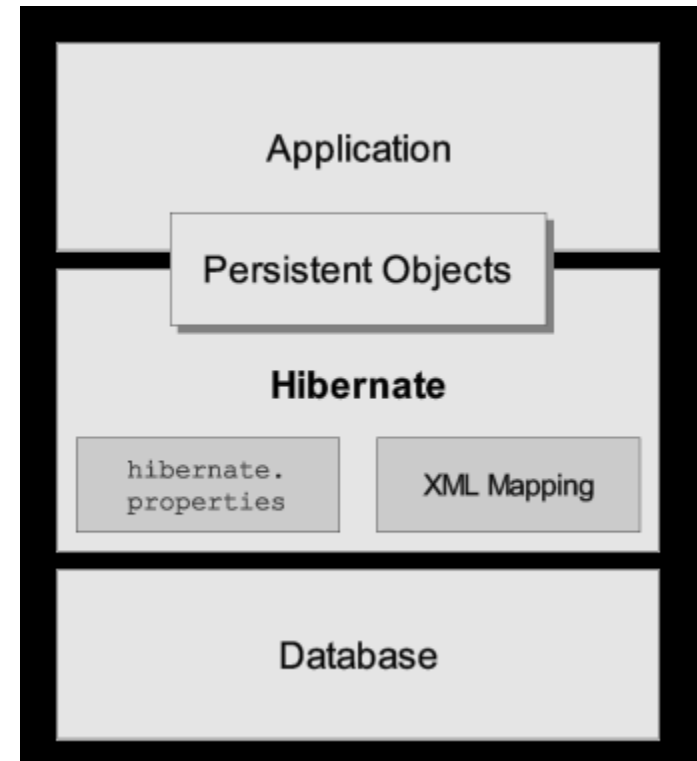 Application
Persistent Objects
Hibernate
hibernate.
properties
XML Mapping
Database